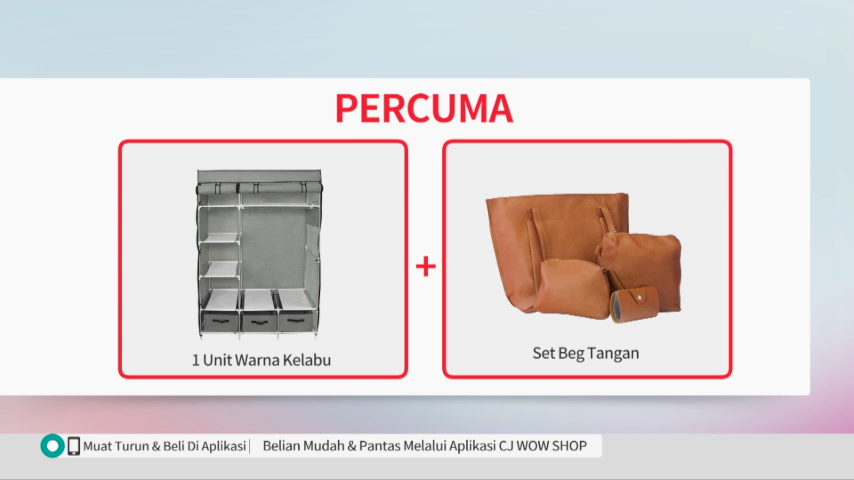 PERCUMA
1 Unit Warna Kelabu
+
Set Beg Tangan
Muat Turun & Beli Di Aplikasi | Belian Mudah & Pantas Melalui Aplikasi CJ WOW SHOP